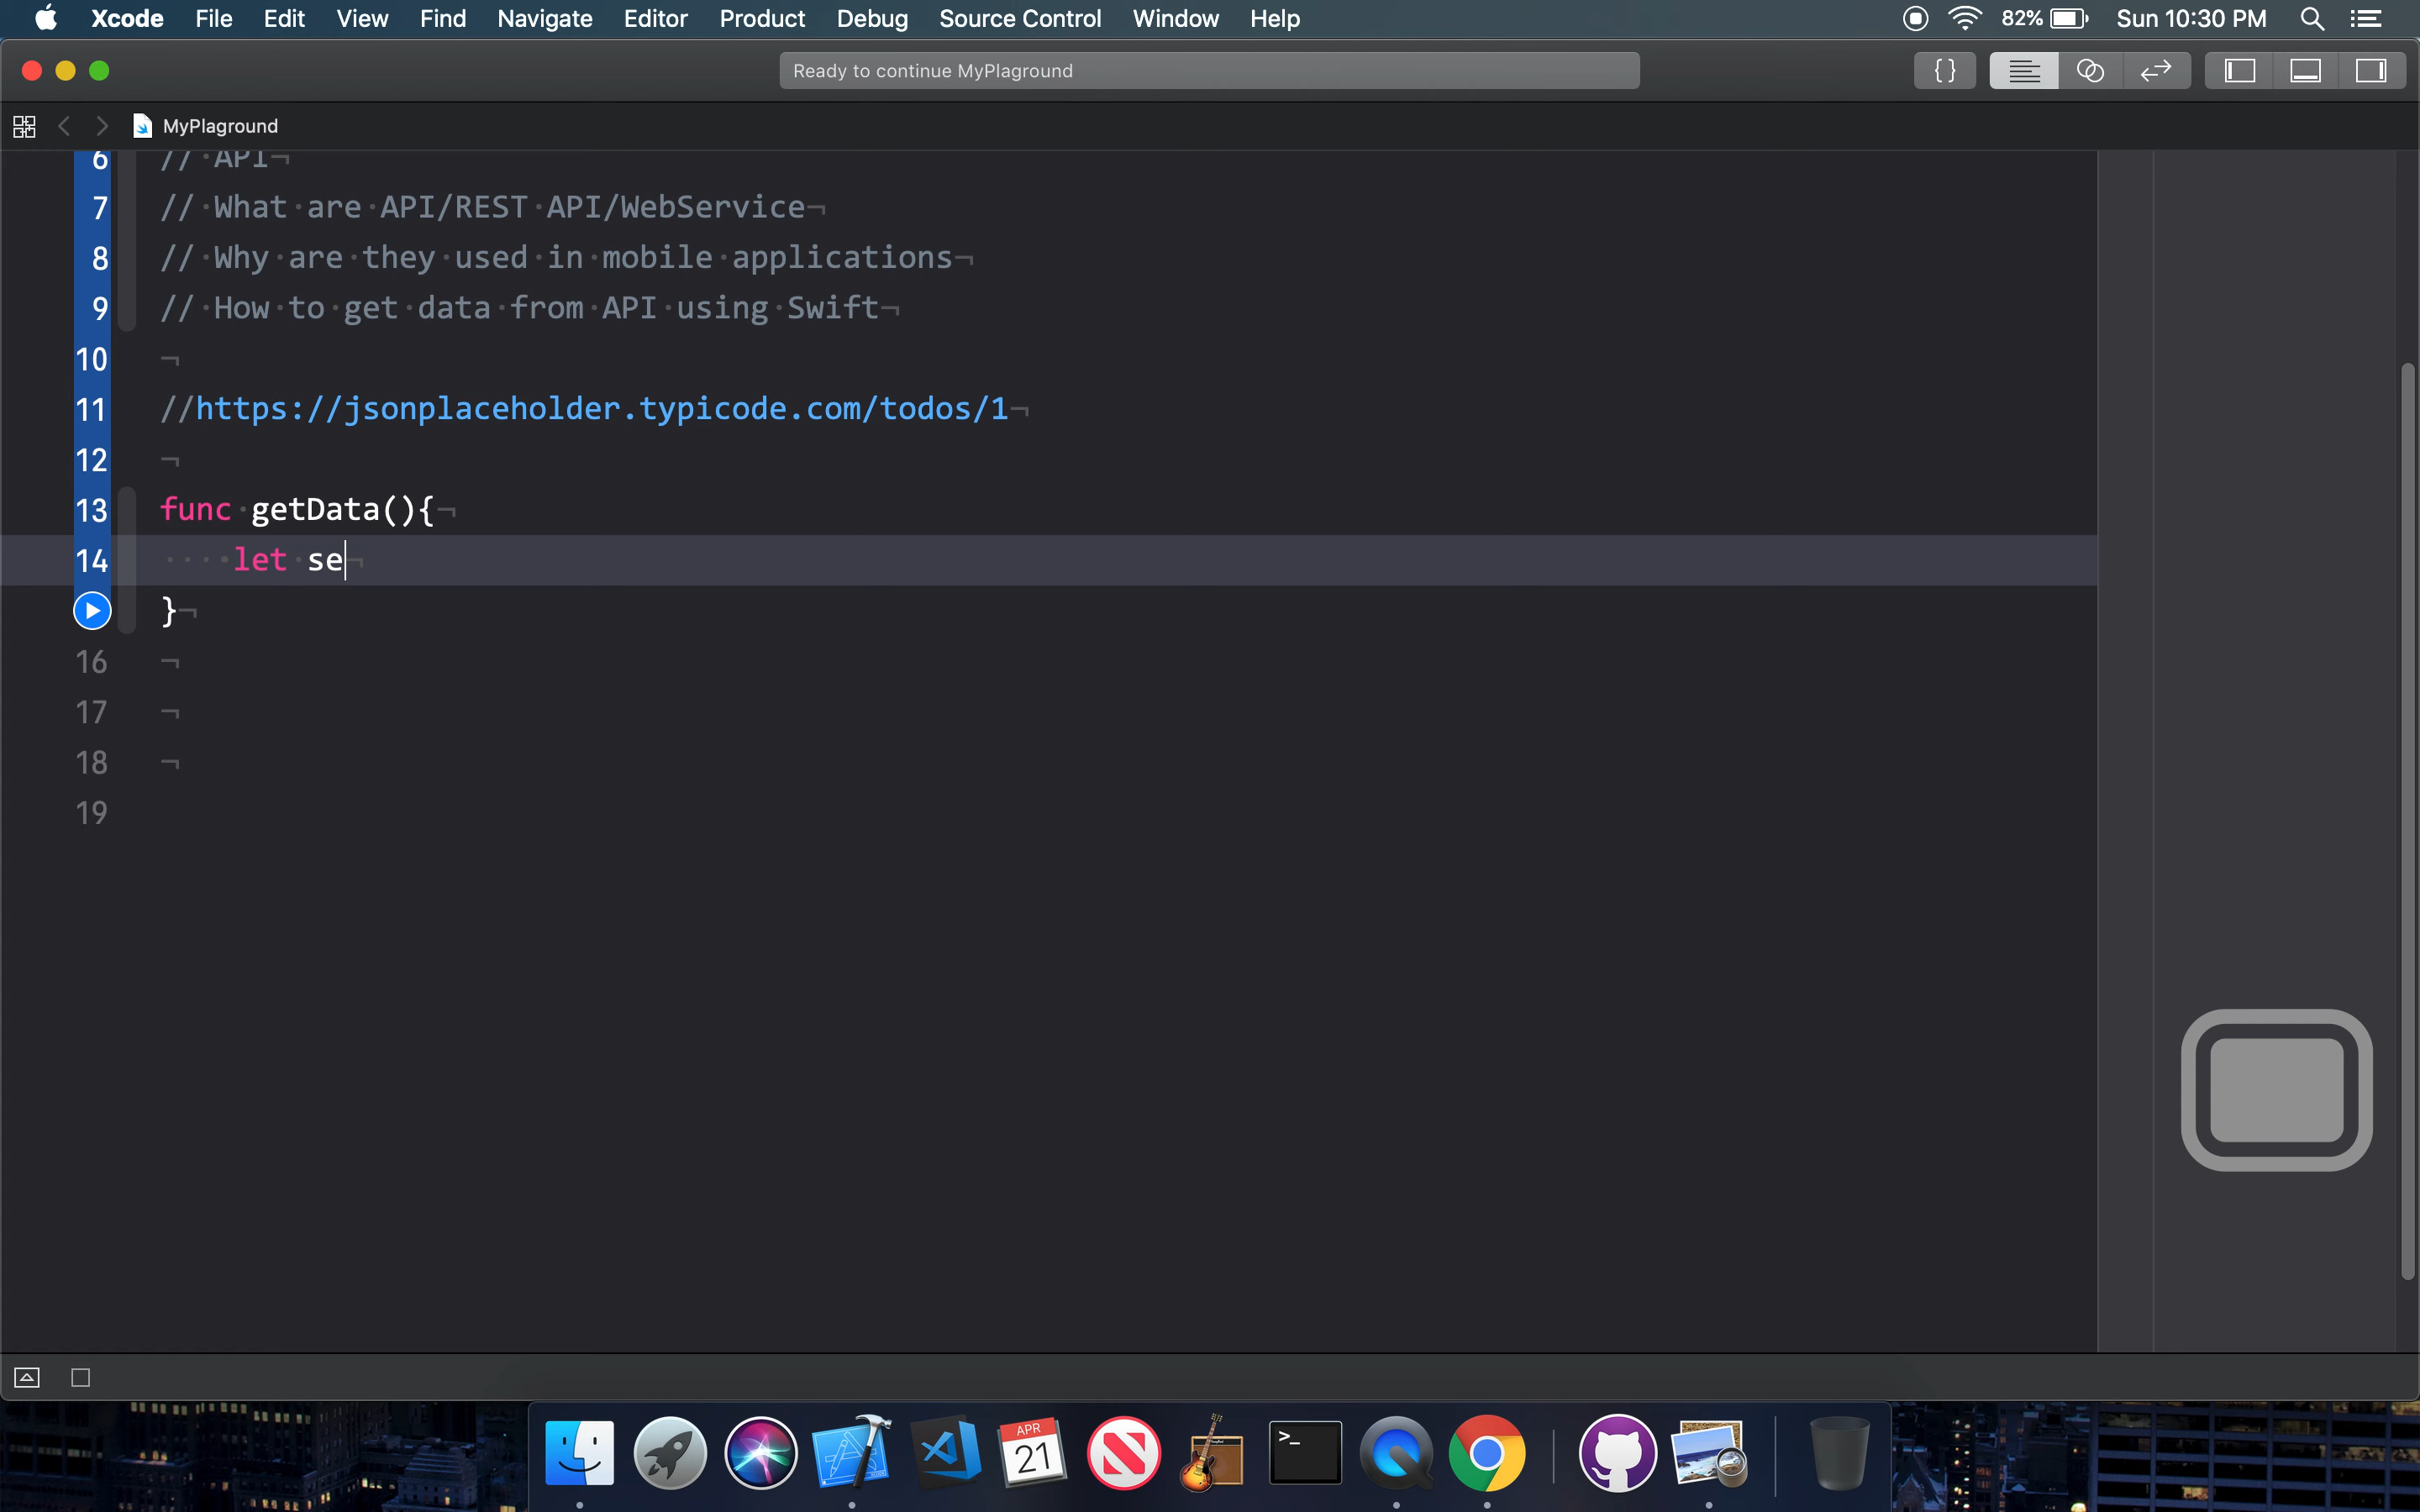 Xcode File Edit View Find Navigate Editor Product Debug Source Control Window Help 82% Sun 10:30 PM
Ready to continue MyPlaground {}
MyPlaground
6 // API
7 // What are API/REST API/WebService
8 // Why are they used in mobile applications
9 // How to get data from API using Swift
10
11 //https://jsonplaceholder.typicode.com/todos/1
12
13 func getData(){
14 let se
}
16
17
18
19
APR
21
>_